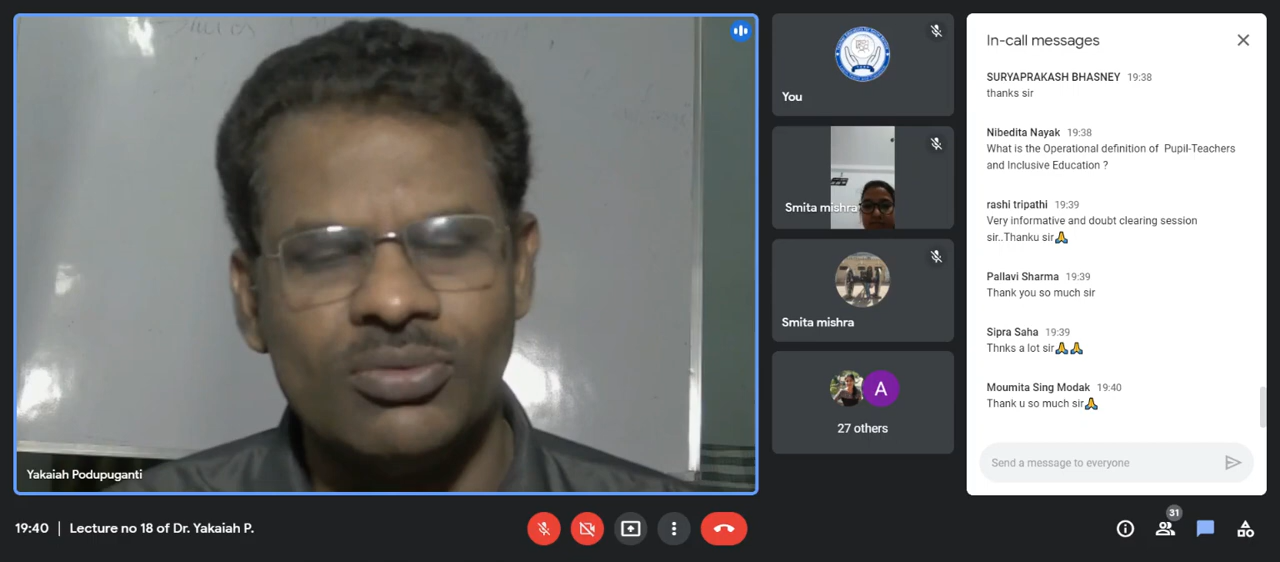 Yakaiah Podupuganti
You
Smita mishra
Smita mishra
A
27 others
In-call messages
SURYAPRAKASH BHASNEY 19:38
thanks sir
Nibedita Nayak 19:38
What is the Operational definition of Pupil-Teachers
and Inclusive Education ?
rashi tripathi 19:39
Very informative and doubt clearing session
sir..Thanku sir🙏
Pallavi Sharma 19:39
Thank you so much sir
Sipra Saha 19:39
Thnks a lot sir🙏🙏
Moumita Sing Modak 19:40
Thank u so much sir🙏
Send a message to everyone
19:40 | Lecture no 18 of Dr. Yakaiah P.
31